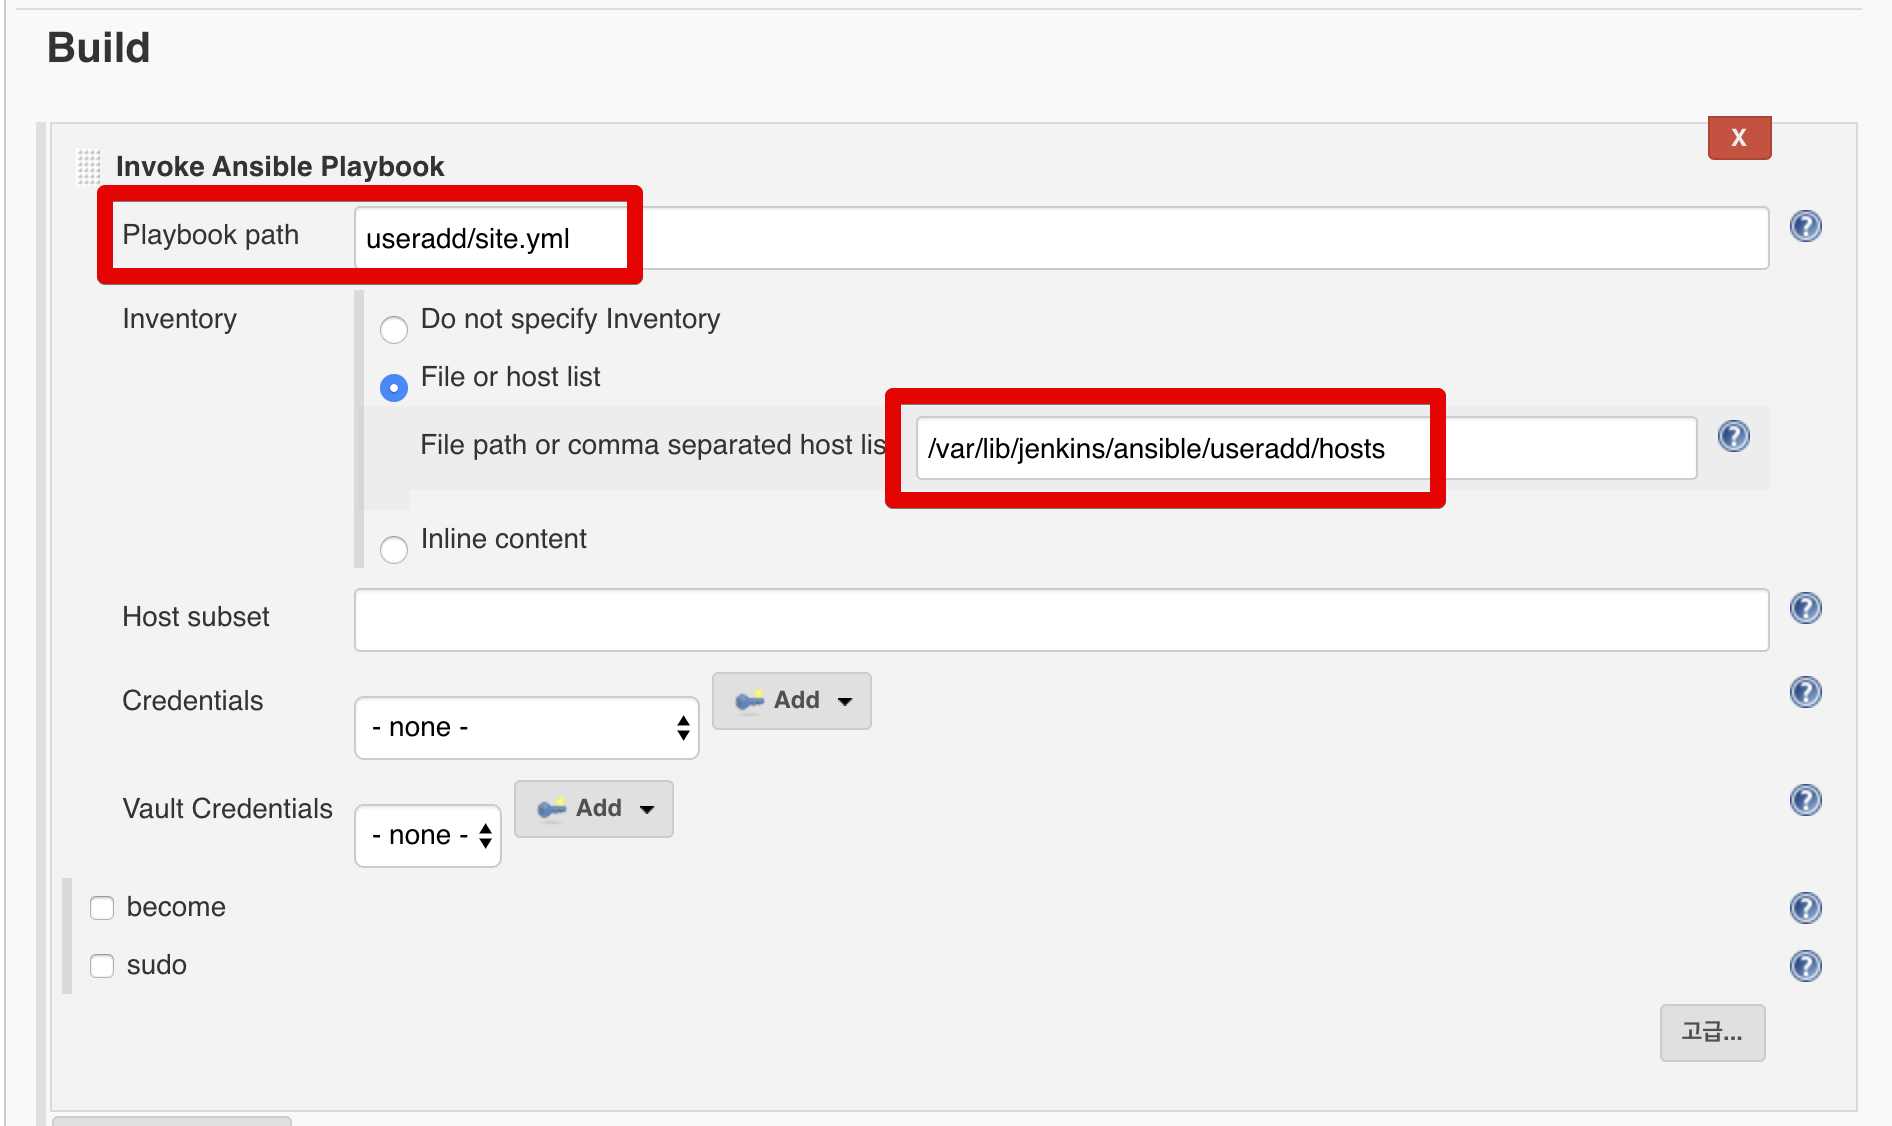 Build
X
Invoke Ansible Playbook
Playbook path useradd/site.yml
Inventory
Do not specify Inventory
File or host list
File path or comma separated host lis /var/lib/jenkins/ansible/useradd/hosts
Inline content
Host subset
Credentials - none - Add
Vault Credentials - none - Add
become
sudo
고급...